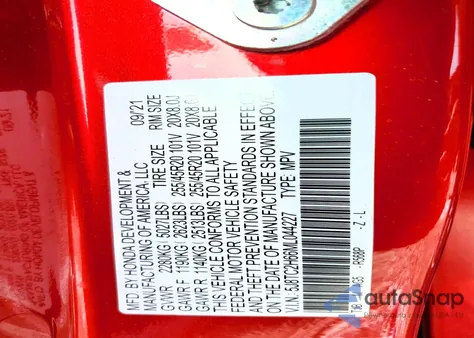 MFD. BY HONDA DEVELOPMENT &
MANUFACTURING OF AMERICA, LLC 09/21
TIRE SIZE RIM SIZE
GVWR 2280KG (5027LBS)
GAWR F 1190KG (2623LBS) 255/45R20 101V 20X8.0J
GAWR R 1140KG (2513LBS) 255/45R20 101V 20X8.0J
THIS VEHICLE CONFORMS TO ALL APPLICABLE
FEDERAL MOTOR VEHICLE SAFETY
AND THEFT PREVENTION STANDARDS IN EFFECT
ON THE DATE OF MANUFACTURE SHOWN ABOVE.
V.I.N.: 5J8TC2H66ML044227 TYPE: MPV
R568P -Z-L
autoSnap